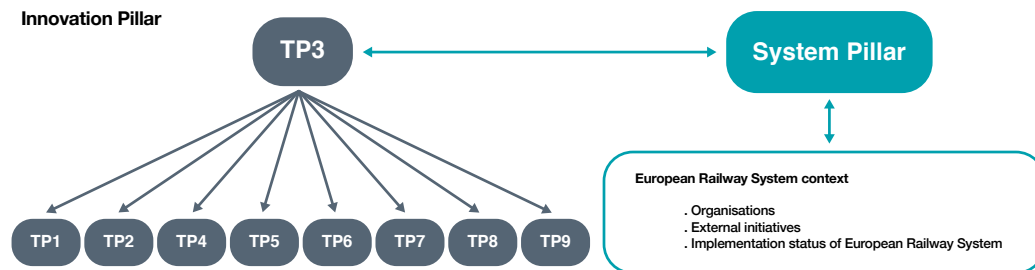 Innovation Pillar
TP3
System Pillar
European Railway System context
. Organisations
. External initiatives
. Implementation status of European Railway System
TP1
TP2
TP4
TP5
TP6
TP7
TP8
TP9